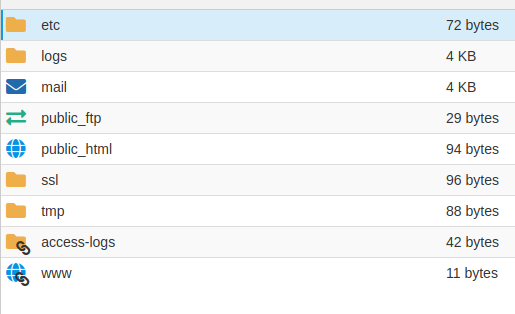 etc 72 bytes
logs 4 KB
mail 4 KB
public_ftp 29 bytes
public_html 94 bytes
ssl 96 bytes
tmp 88 bytes
access-logs 42 bytes
www 11 bytes